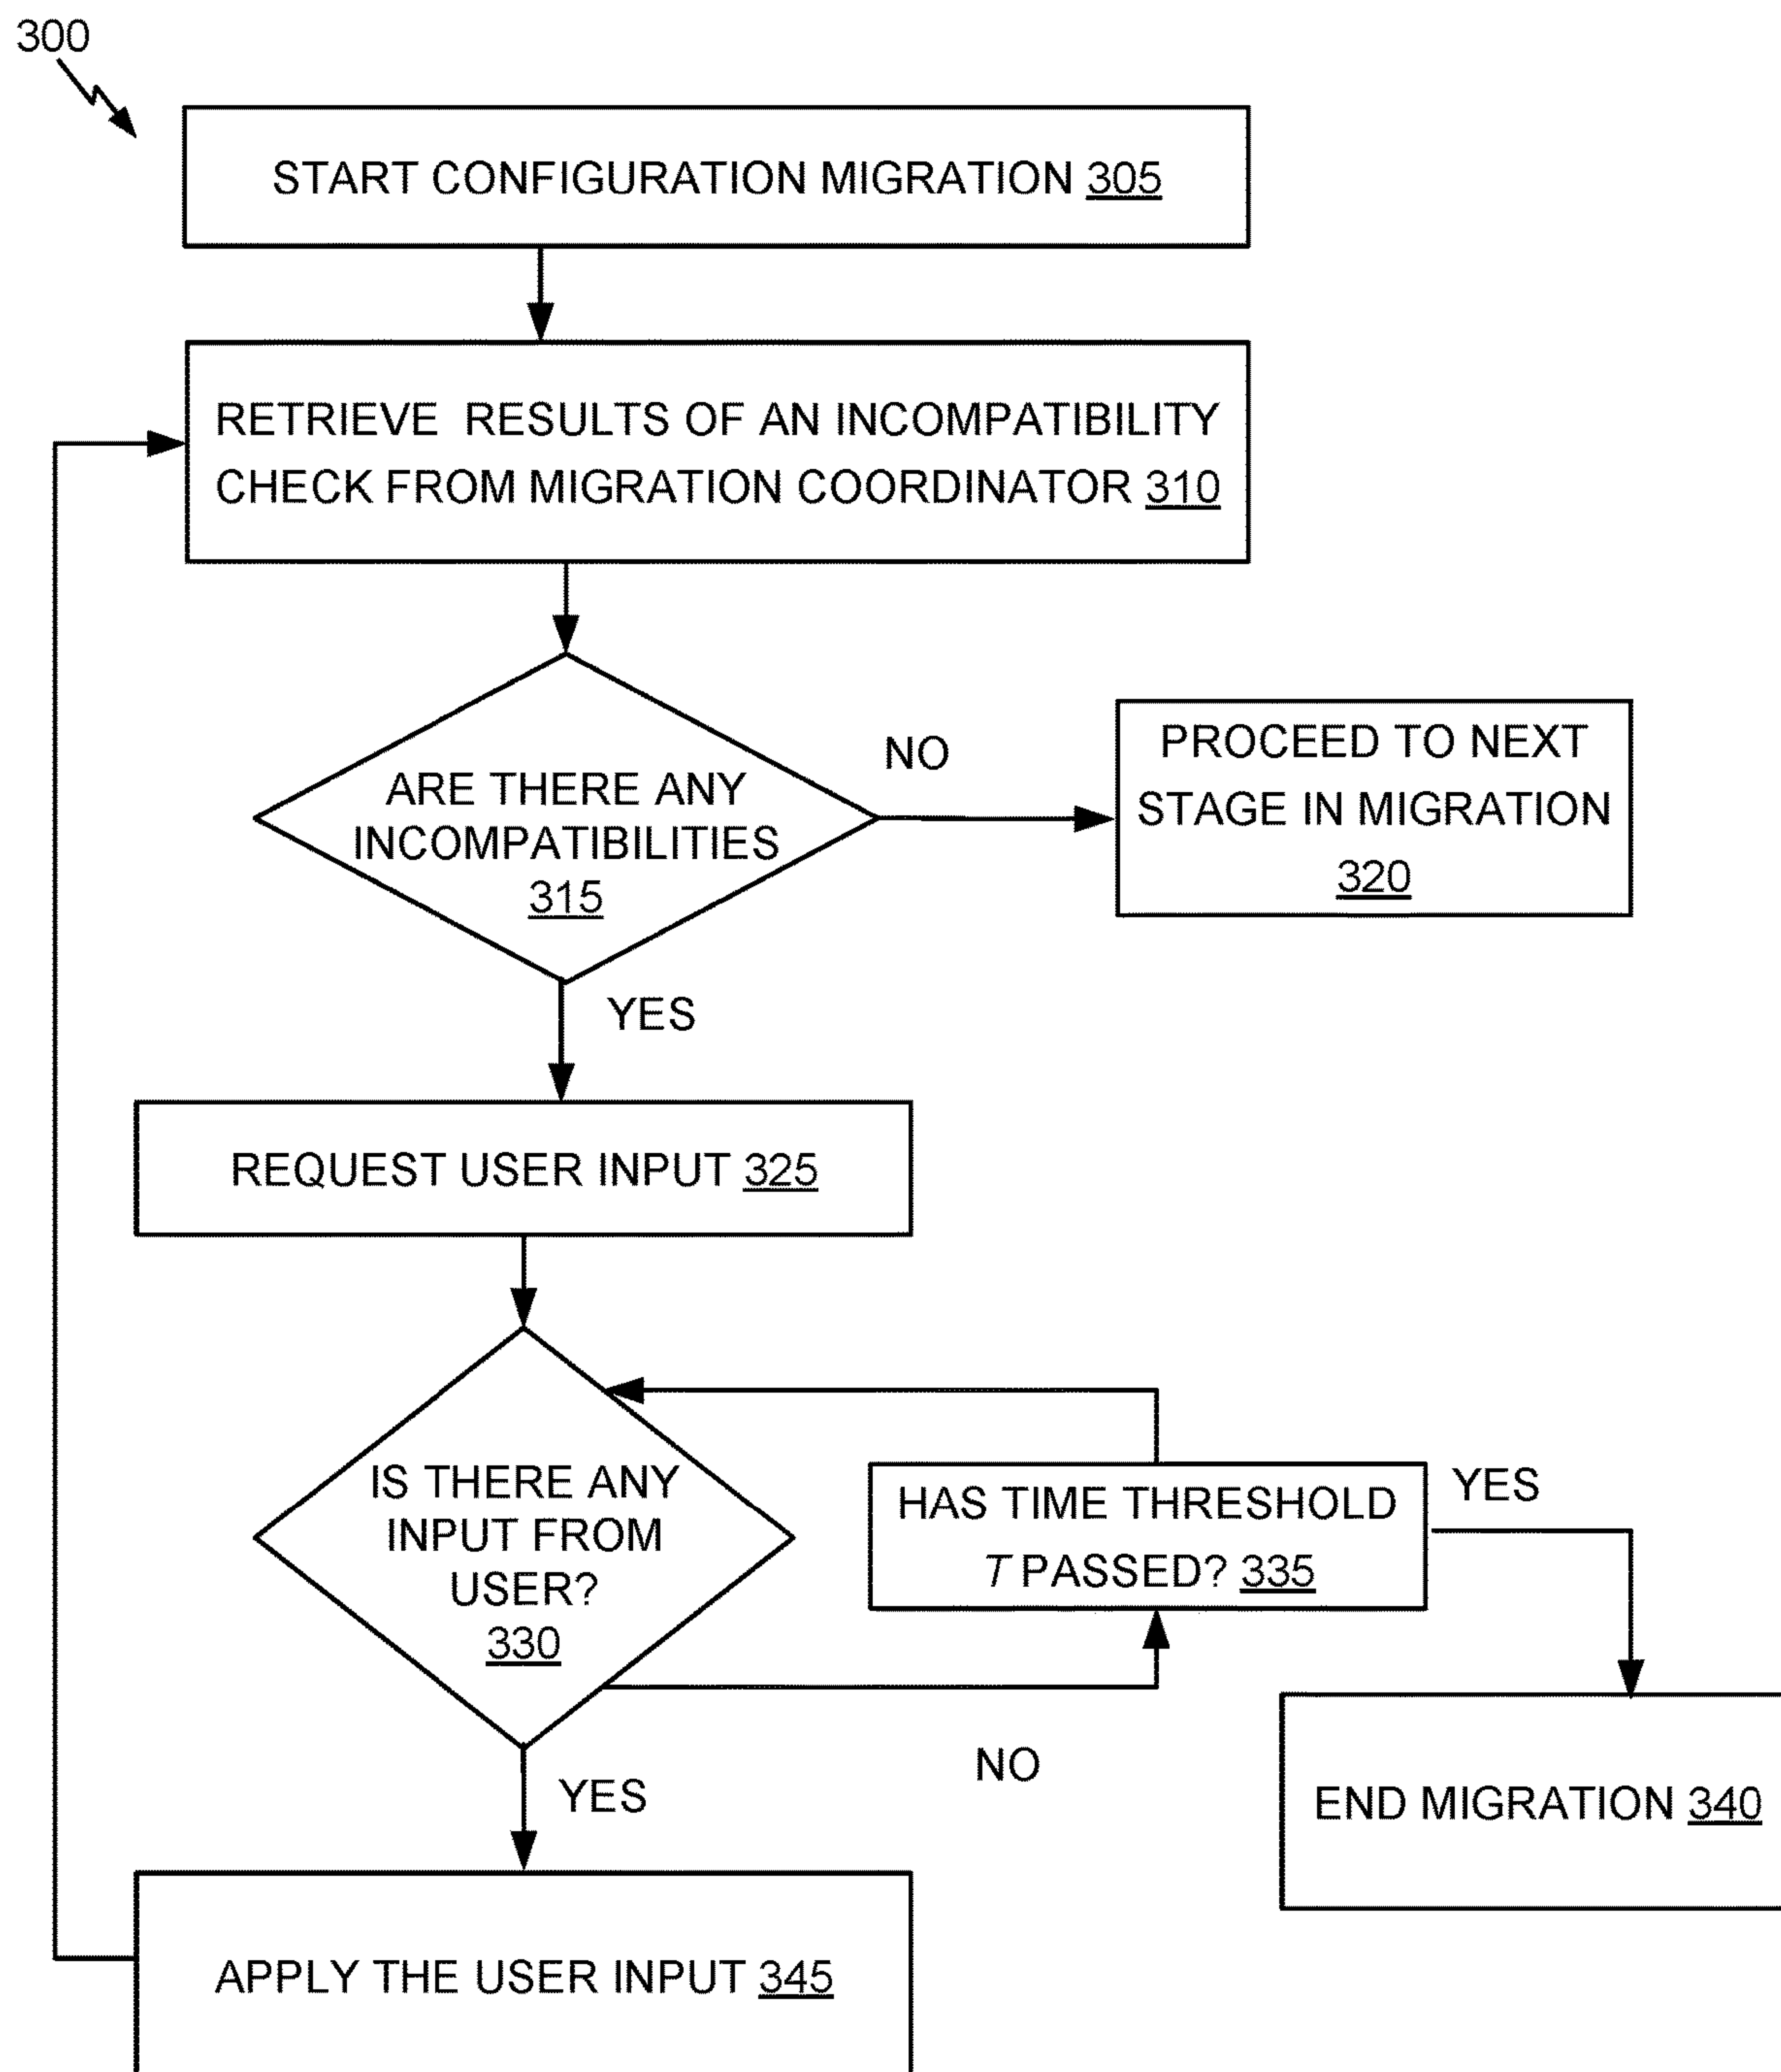 300
START CONFIGURATION MIGRATION 305
RETRIEVE RESULTS OF AN INCOMPATIBILITY
CHECK FROM MIGRATION COORDINATOR 310
ARE THERE ANY
INCOMPATIBILITIES
315
NO
PROCEED TO NEXT
STAGE IN MIGRATION
320
YES
REQUEST USER INPUT 325
IS THERE ANY
INPUT FROM
USER?
330
HAS TIME THRESHOLD
T PASSED? 335
YES
NO
END MIGRATION 340
YES
APPLY THE USER INPUT 345